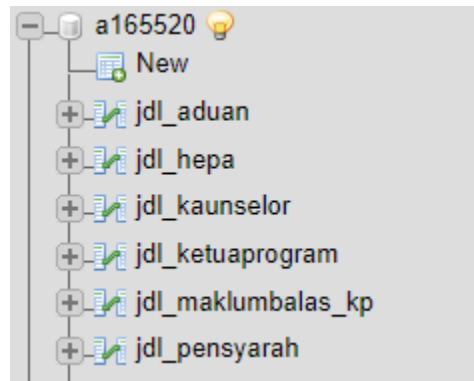 a165520
New
jdl_aduan
jdl_hepa
jdl_kaunselor
jdl_ketuaprogram
jdl_maklumbalas_kp
jdl_pensyarah